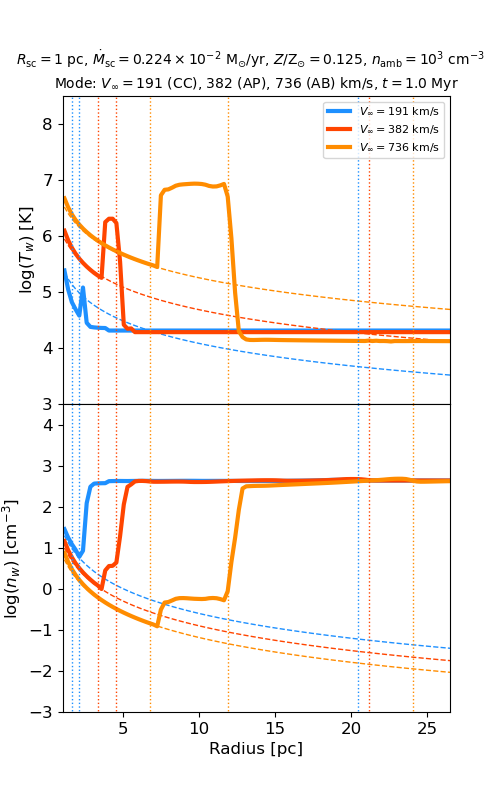 R_sc = 1 pc, Ṁ_sc = 0.224 × 10⁻² M_⊙/yr, Z/Z_⊙ = 0.125, n_amb = 10³ cm⁻³
Mode: V_∞ = 191 (CC), 382 (AP), 736 (AB) km/s, t = 1.0 Myr
V_∞ = 191 km/s
V_∞ = 382 km/s
V_∞ = 736 km/s
log(T_w) [K]
8
7
6
5
4
3
log(n_w) [cm⁻³]
4
3
2
1
0
−1
−2
−3
5 10 15 20 25
Radius [pc]